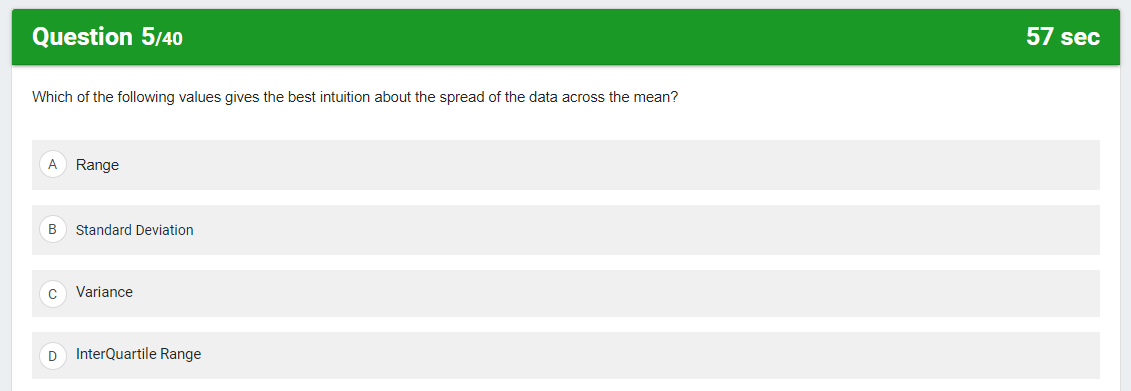 Question 5/40 57 sec
Which of the following values gives the best intuition about the spread of the data across the mean?
A Range
B Standard Deviation
C Variance
D InterQuartile Range